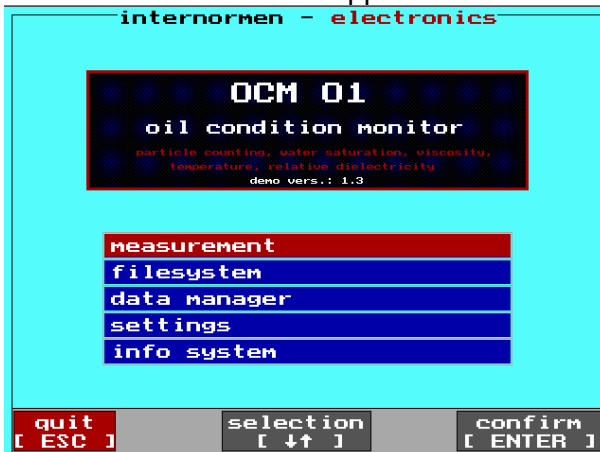 internormen - electronics
OCM 01
oil condition monitor
particle counting, water saturation, viscosity,
temperature, relative dielectricity
demo vers.: 1.3
measurement
filesystem
data manager
settings
info system
quit selection confirm
[ ESC ] [ ↓↑ ] [ ENTER ]